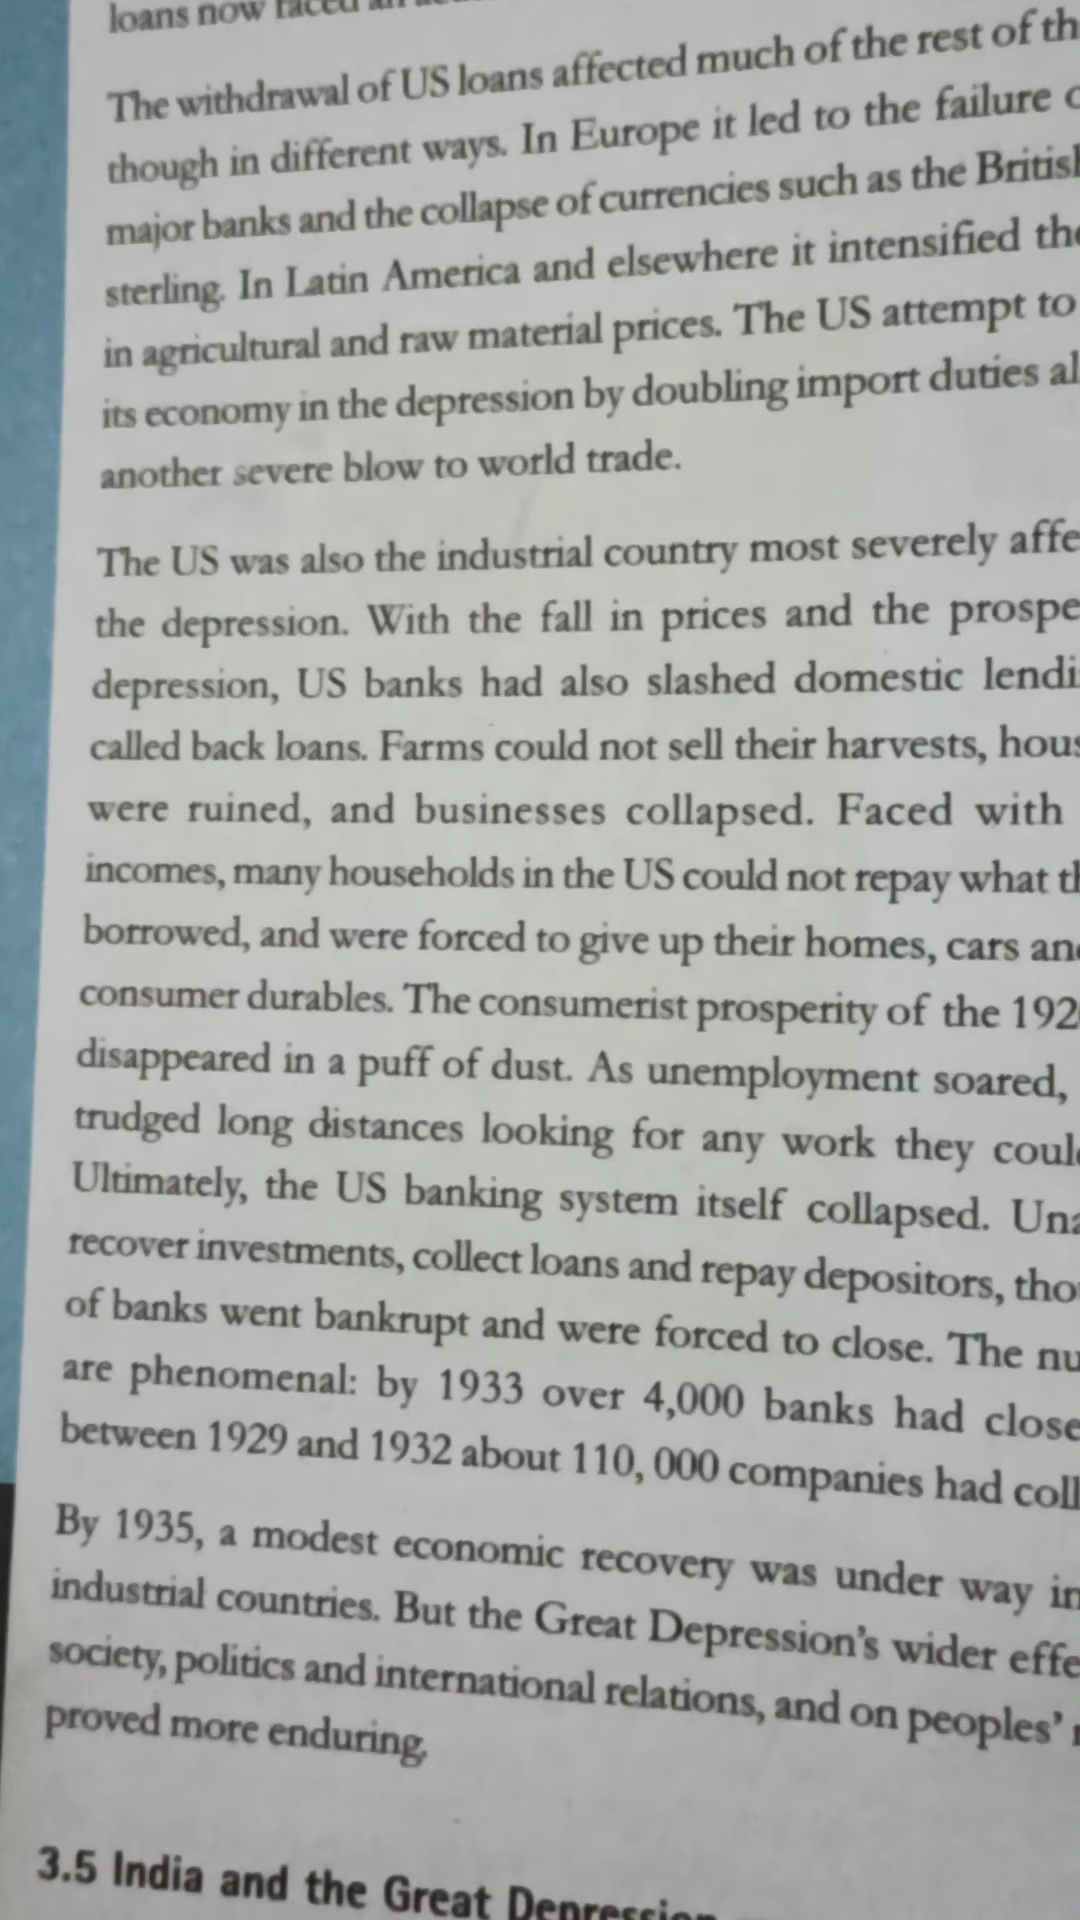 loans now faced an
The withdrawal of US loans affected much of the rest of th
though in different ways. In Europe it led to the failure
major banks and the collapse of currencies such as the British
sterling. In Latin America and elsewhere it intensified the
in agricultural and raw material prices. The US attempt to
its economy in the depression by doubling import duties al
another severe blow to world trade.
The US was also the industrial country most severely affe
the depression. With the fall in prices and the prospe
depression, US banks had also slashed domestic lendi
called back loans. Farms could not sell their harvests, hous
were ruined, and businesses collapsed. Faced with
incomes, many households in the US could not repay what th
borrowed, and were forced to give up their homes, cars and
consumer durables. The consumerist prosperity of the 192
disappeared in a puff of dust. As unemployment soared,
trudged long distances looking for any work they could
Ultimately, the US banking system itself collapsed. Una
recover investments, collect loans and repay depositors, tho
of banks went bankrupt and were forced to close. The nu
are phenomenal: by 1933 over 4,000 banks had close
between 1929 and 1932 about 110, 000 companies had coll
By 1935, a modest economic recovery was under way in
industrial countries. But the Great Depression's wider effe
society, politics and international relations, and on peoples'
proved more enduring.
3.5 India and the Great Depression